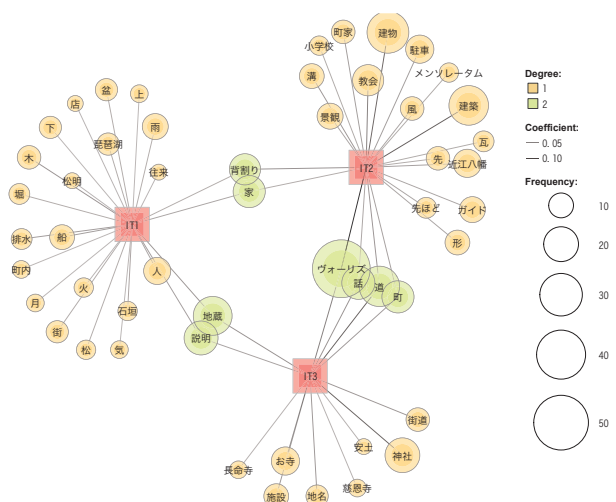 町家
建物
小学校
駐車
溝
教会
メンソレータム
盆
上
店
風
建築
景観
下
雨
琵琶湖
瓦
木
往来
背割り
IT2
先
近江八幡
松明
家
堀
先ほど
ガイド
IT1
排水
船
形
町内
人
ヴォーリズ
話
道
町
火
月
石垣
地蔵
街
説明
松
気
IT3
街道
安土
神社
お寺
長命寺
施設
地名
慈恩寺
Degree:
1
2
Coefficient:
0.05
0.10
Frequency:
10
20
30
40
50